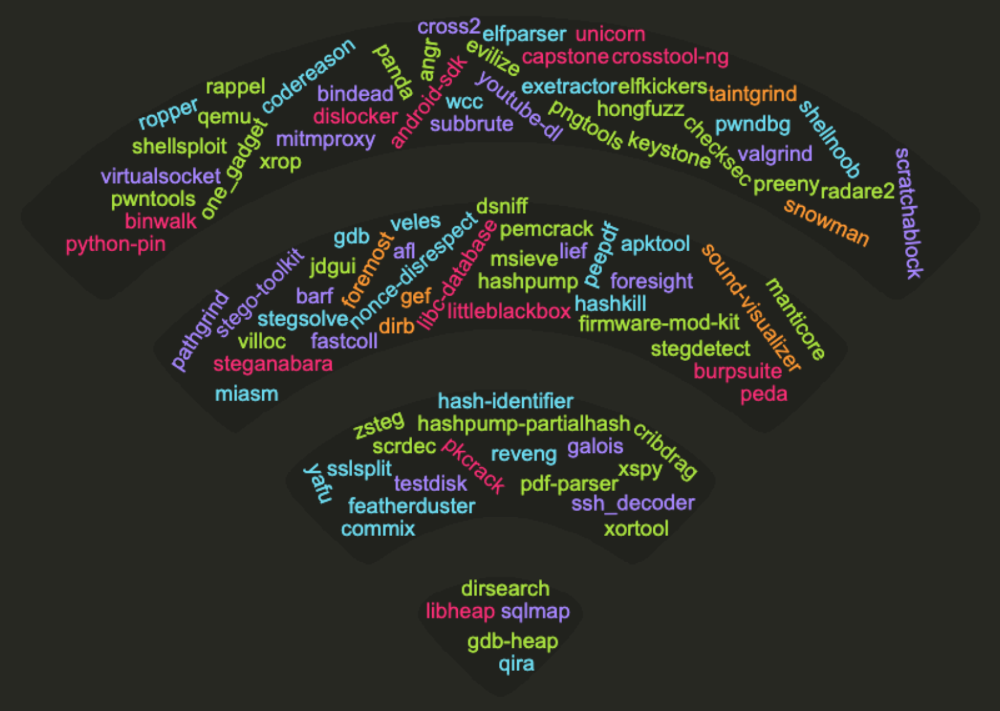 cross2
elfparser
unicorn
codereason
panda
angr
evilize
capstone
crosstool-ng
android-sdk
rappel
bindead
youtube-dl
exetractor
elfkickers
taintgrind
ropper
qemu
dislocker
wcc
pngtools
hongfuzz
shellnoob
subbrute
checksec
pwndbg
shellsploit
one_gadget
mitmproxy
keystone
valgrind
scratchablock
virtualsocket
xrop
pwntools
preeny
radare2
binwalk
snowman
python-pin
dsniff
veles
nonce-disrespect
libc-database
pemcrack
peepdf
gdb
foremost
afl
apktool
stego-toolkit
jdgui
msieve
lief
sound-visualizer
hashpump
foresight
manticore
pathgrind
barf
gef
stegsolve
littleblackbox
hashkill
dirb
firmware-mod-kit
villoc
fastcoll
stegdetect
steganabara
burpsuite
miasm
peda
hash-identifier
zsteg
hashpump-partialhash
cribdrag
scrdec
pkcrack
reveng
galois
yafu
sslsplit
xspy
testdisk
pdf-parser
featherduster
ssh_decoder
commix
xortool
dirsearch
libheap
sqlmap
gdb-heap
qira